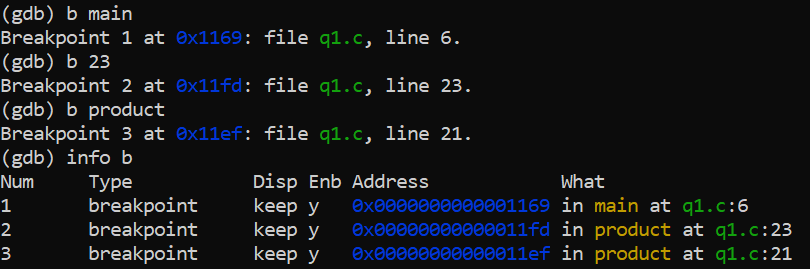 (gdb) b main
Breakpoint 1 at 0x1169: file q1.c, line 6.
(gdb) b 23
Breakpoint 2 at 0x11fd: file q1.c, line 23.
(gdb) b product
Breakpoint 3 at 0x11ef: file q1.c, line 21.
(gdb) info b
Num     Type           Disp Enb Address            What
1       breakpoint     keep y   0x0000000000001169 in main at q1.c:6
2       breakpoint     keep y   0x00000000000011fd in product at q1.c:23
3       breakpoint     keep y   0x00000000000011ef in product at q1.c:21